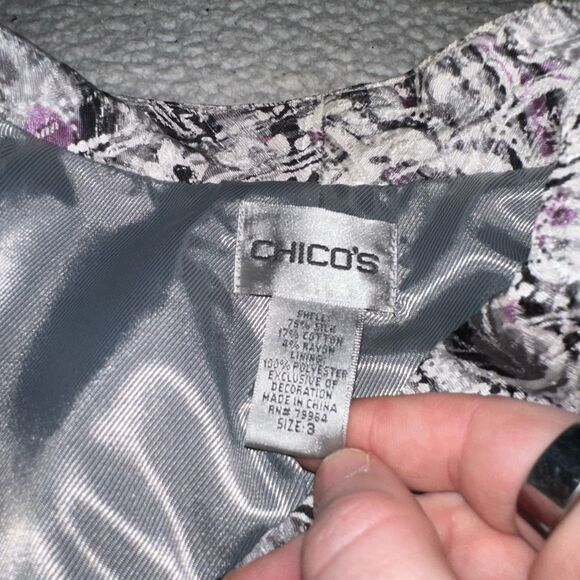 CHICO'S
SHELL:
79% SILK
17% COTTON
4% RAYON
LINING:
100% POLYESTER
EXCLUSIVE OF
DECORATION
MADE IN CHINA
RN# 79984
SIZE: 3